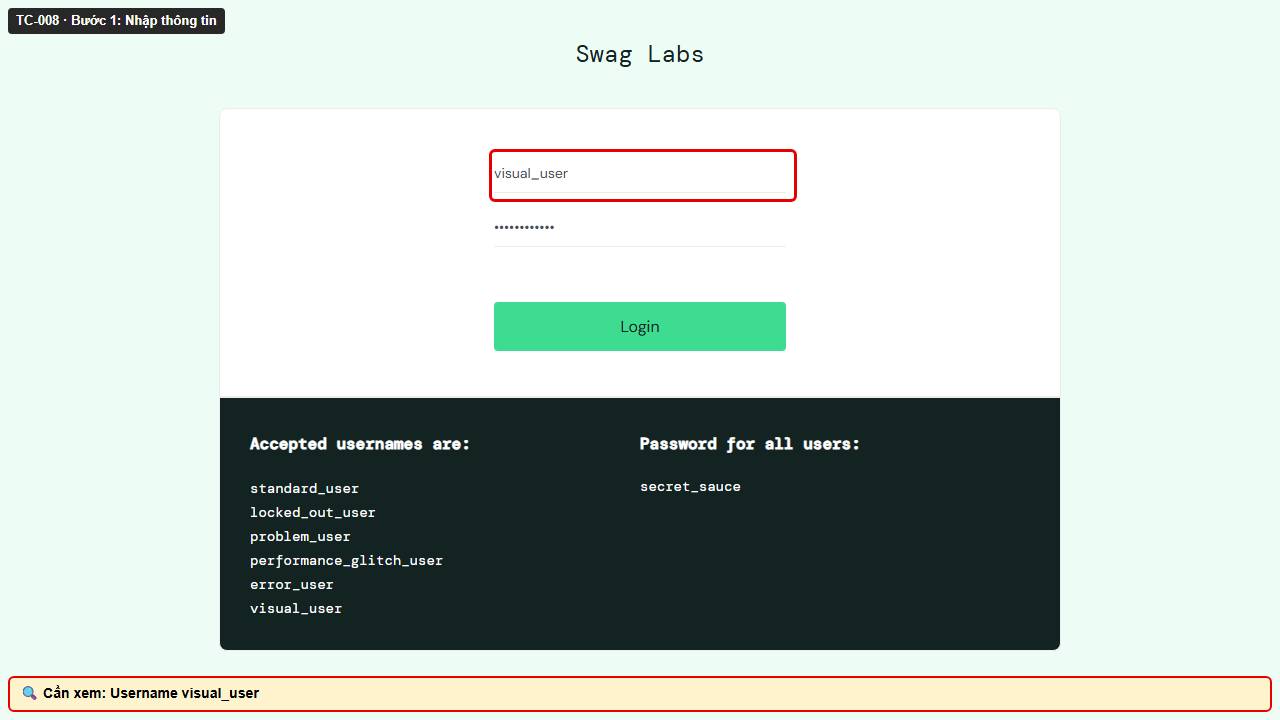 TC-008 · Bước 1: Nhập thông tin
Swag Labs
visual_user
••••••••••••
Login
Accepted usernames are:
standard_user
locked_out_user
problem_user
performance_glitch_user
error_user
visual_user
Password for all users:
secret_sauce
🔍 Cần xem: Username visual_user